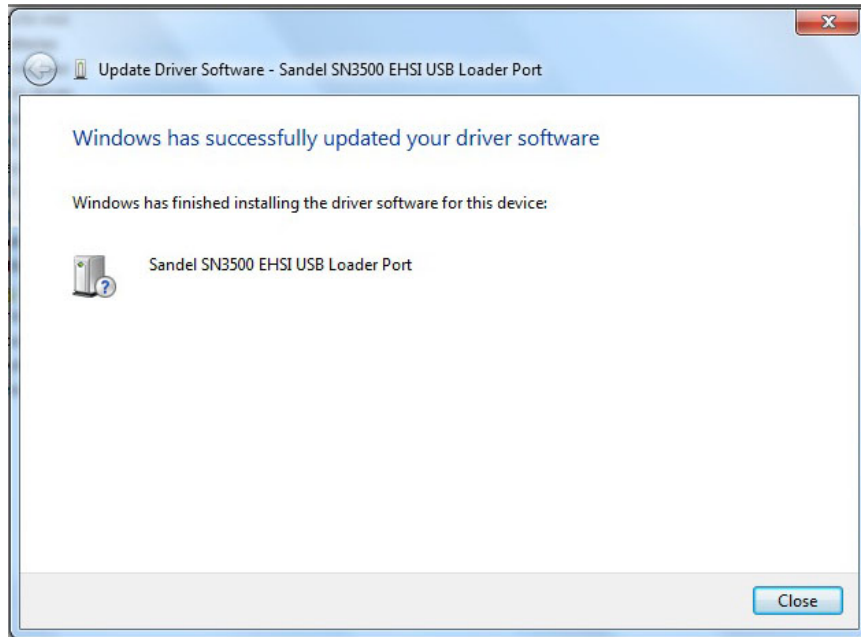 Update Driver Software - Sandel SN3500 EHSI USB Loader Port
Windows has successfully updated your driver software
Windows has finished installing the driver software for this device:
Sandel SN3500 EHSI USB Loader Port
Close